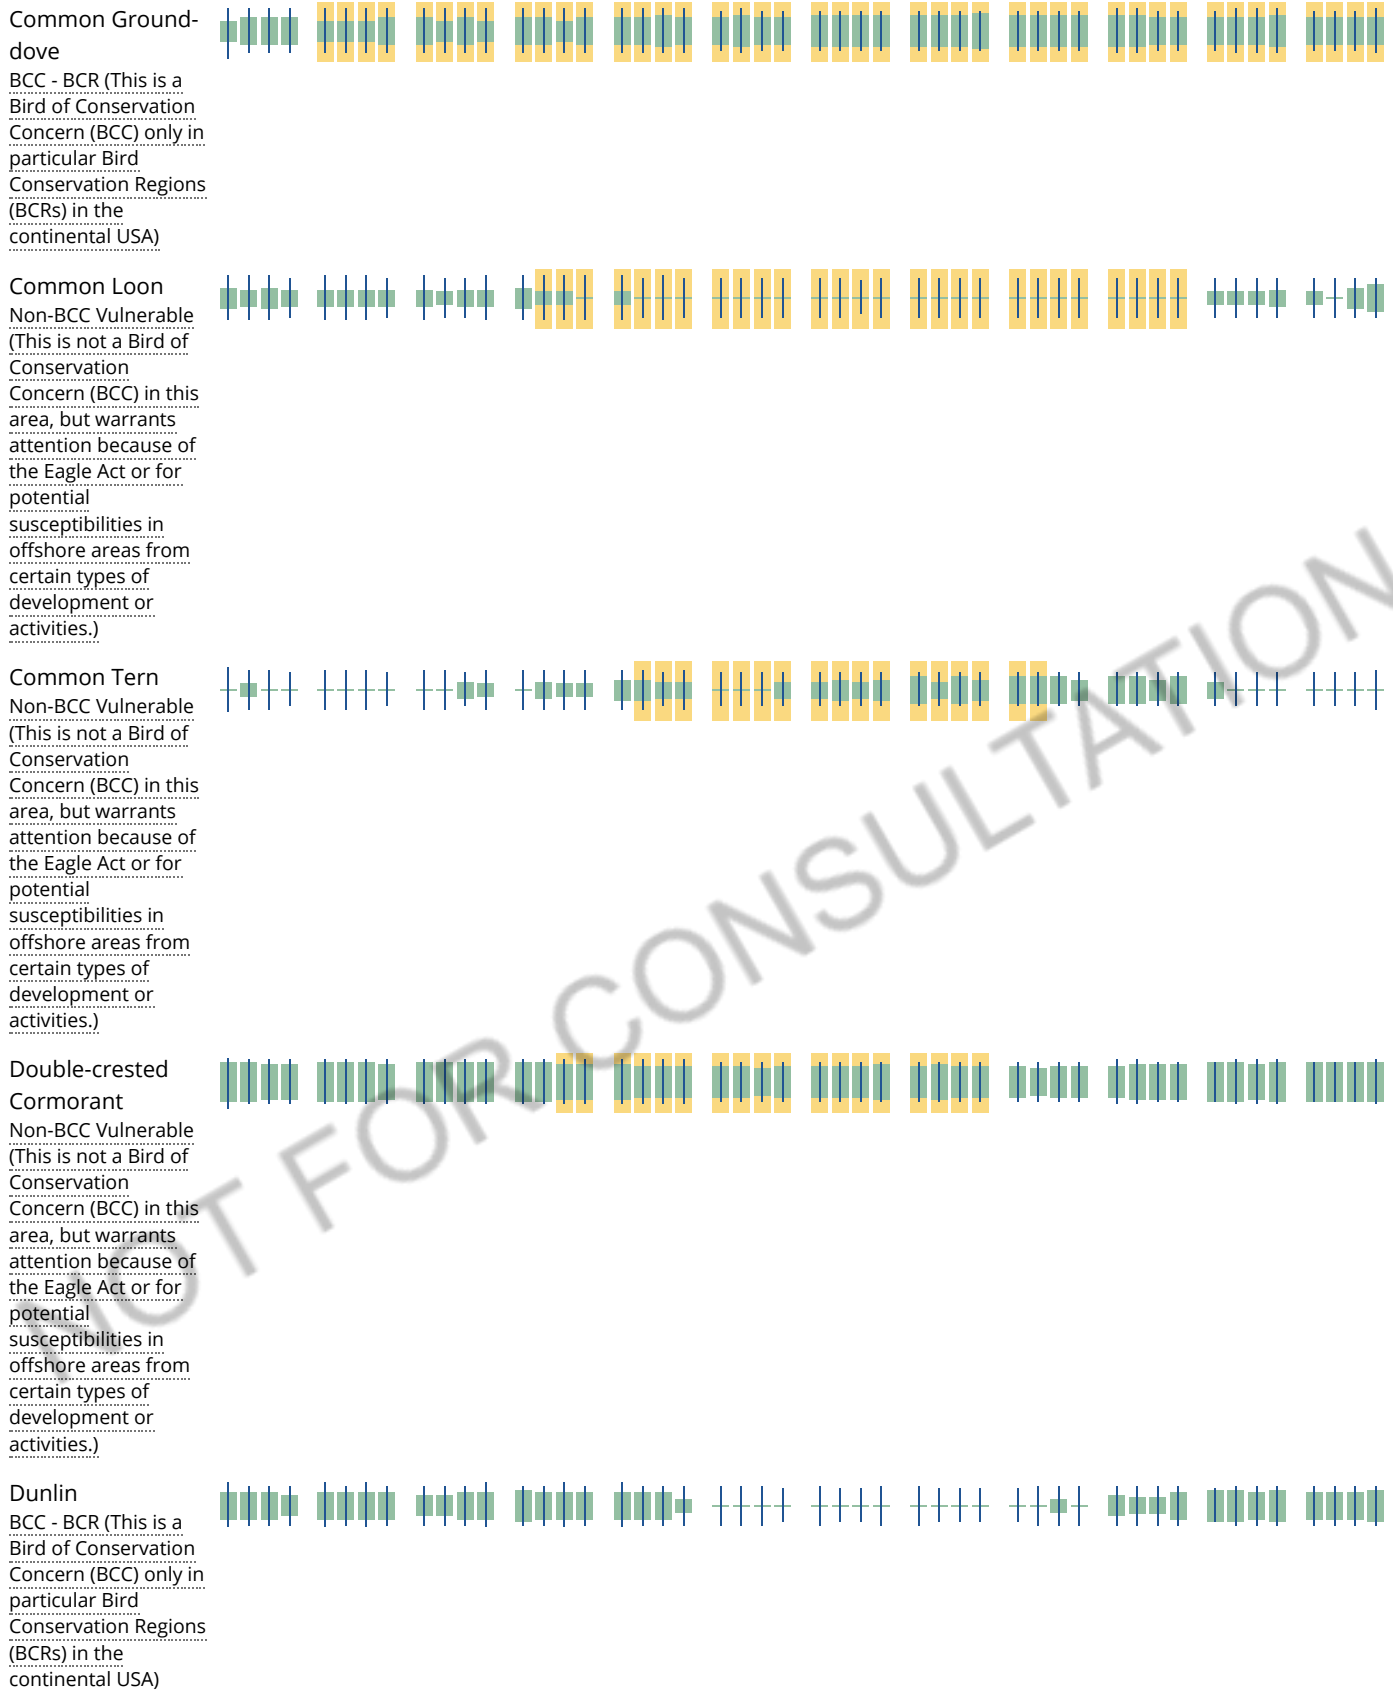 Common Ground-
dove
BCC - BCR (This is a
Bird of Conservation
Concern (BCC) only in
particular Bird
Conservation Regions
(BCRs) in the
continental USA)
Common Loon
Non-BCC Vulnerable
(This is not a Bird of
Conservation
Concern (BCC) in this
area, but warrants
attention because of
the Eagle Act or for
potential
susceptibilities in
offshore areas from
certain types of
development or
activities.)
Common Tern
Non-BCC Vulnerable
(This is not a Bird of
Conservation
Concern (BCC) in this
area, but warrants
attention because of
the Eagle Act or for
potential
susceptibilities in
offshore areas from
certain types of
development or
activities.)
Double-crested
Cormorant
Non-BCC Vulnerable
(This is not a Bird of
Conservation
Concern (BCC) in this
area, but warrants
attention because of
the Eagle Act or for
potential
susceptibilities in
offshore areas from
certain types of
development or
activities.)
Dunlin
BCC - BCR (This is a
Bird of Conservation
Concern (BCC) only in
particular Bird
Conservation Regions
(BCRs) in the
continental USA)
NOT FOR CONSULTATION